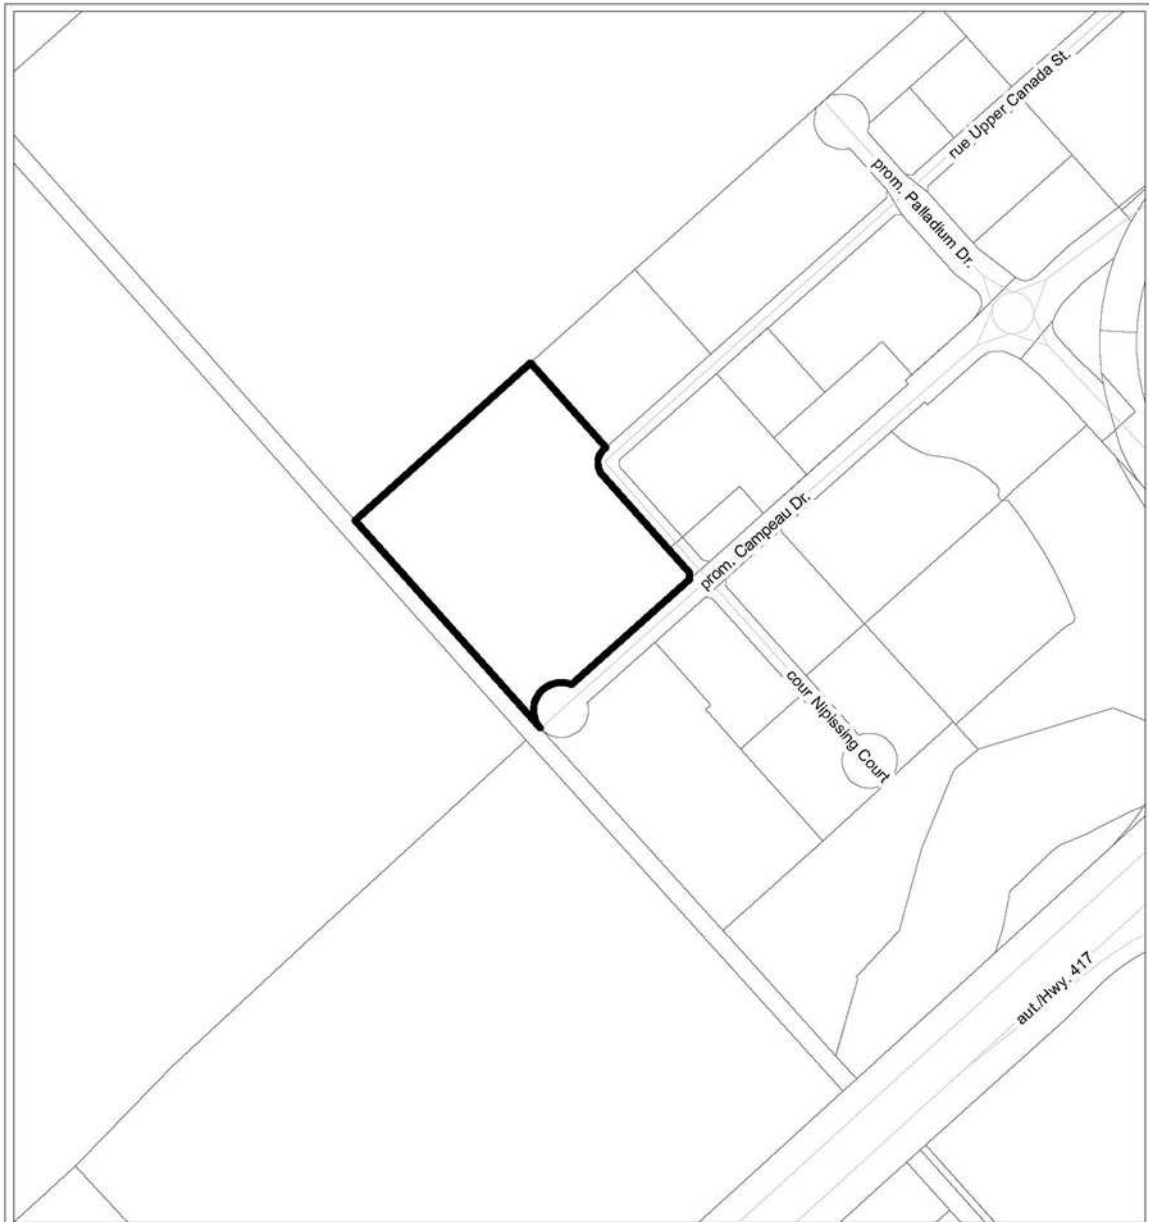 rue Upper Canada St.
prom. Palladium Dr.
prom. Campeau Dr.
cour Nipissing Court
aut./Hwy. 417